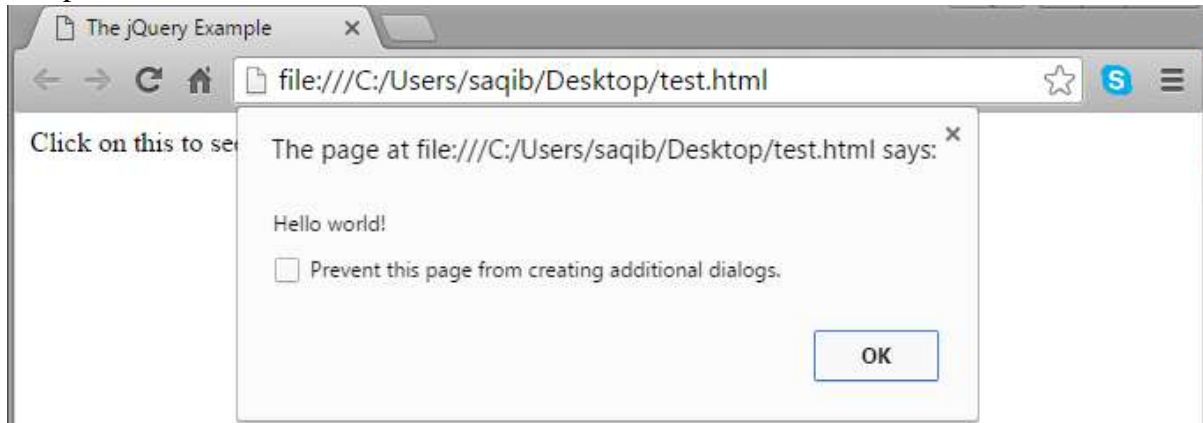 The jQuery Example
file:///C:/Users/saqib/Desktop/test.html
S
Click on this to se
The page at file:///C:/Users/saqib/Desktop/test.html says:
Hello world!
Prevent this page from creating additional dialogs.
OK